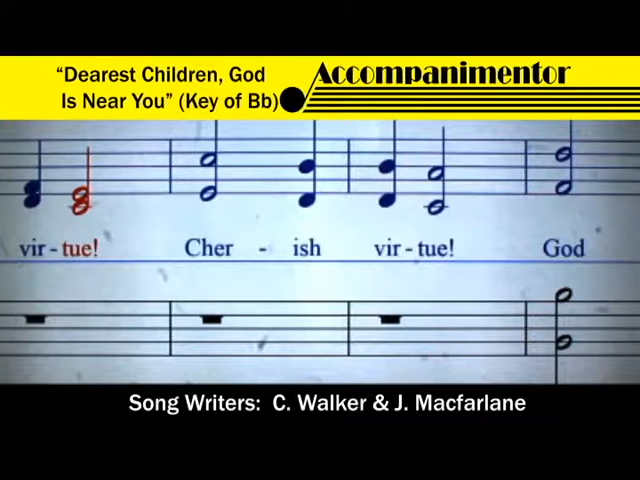 “Dearest Children, God
Is Near You” (Key of Bb)
Accompanimentor
vir - tue! Cher - ish vir - tue! God
Song Writers: C. Walker & J. Macfarlane